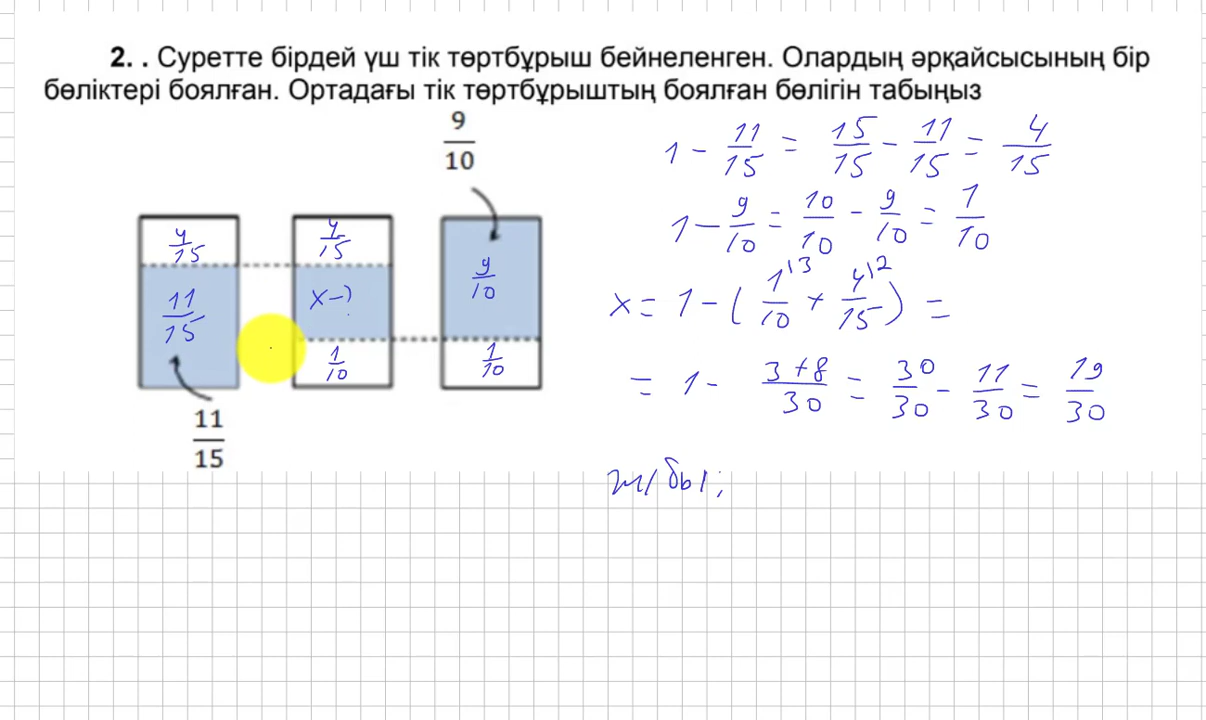 2. . Суретте бірдей үш тік төртбұрыш бейнеленген. Олардың әрқайсысының бір
бөліктері боялған. Ортадағы тік төртбұрыштың боялған бөлігін табыңыз
9/10
4/15 4/15 9/10
11/15 x-?
1/10 1/10
11/15
1 - 11/15 = 15/15 - 11/15 = 4/15
1 - 9/10 = 10/10 - 9/10 = 1/10
x = 1 - ( 1\3/10 + 4\2/15 ) =
= 1 - 3+8/30 = 30/30 - 11/30 = 19/30
ж/бы: